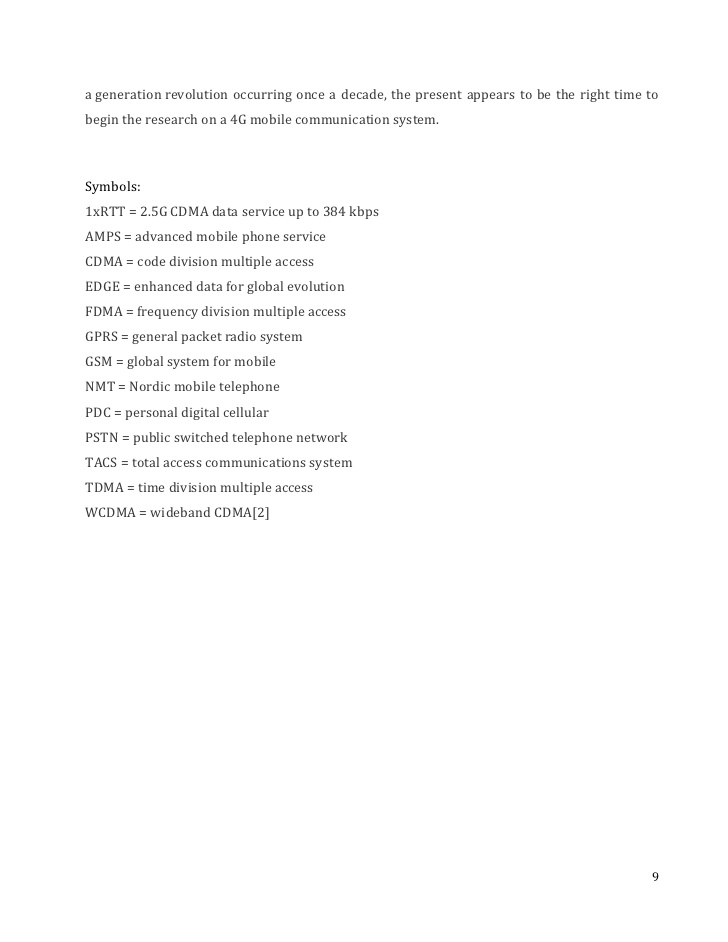 a generation revolution occurring once a decade, the present appears to be the right time to
begin the research on a 4G mobile communication system.
Symbols:
1xRTT = 2.5G CDMA data service up to 384 kbps
AMPS = advanced mobile phone service
CDMA = code division multiple access
EDGE = enhanced data for global evolution
FDMA = frequency division multiple access
GPRS = general packet radio system
GSM = global system for mobile
NMT = Nordic mobile telephone
PDC = personal digital cellular
PSTN = public switched telephone network
TACS = total access communications system
TDMA = time division multiple access
WCDMA = wideband CDMA[2]
9